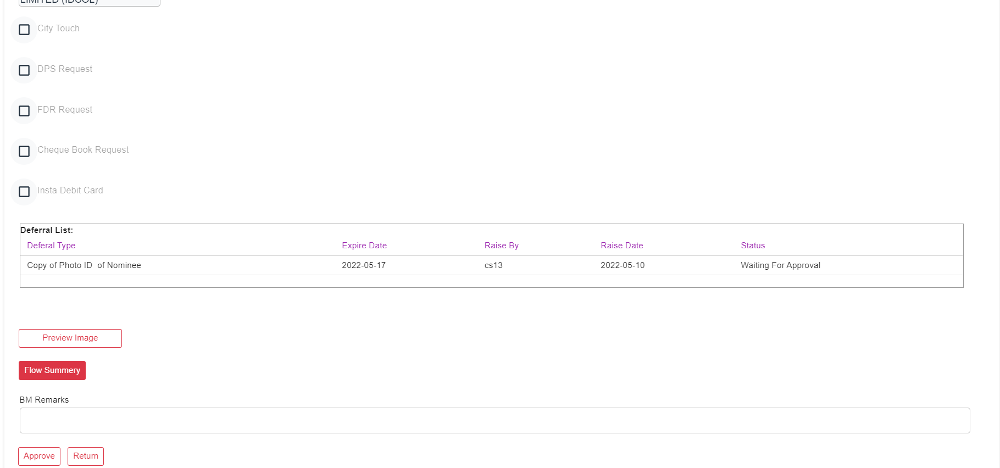 LIMITED (IDCOL)
City Touch
DPS Request
FDR Request
Cheque Book Request
Insta Debit Card
Deferral List:
Deferal Type Expire Date Raise By Raise Date Status
Copy of Photo ID of Nominee 2022-05-17 cs13 2022-05-10 Waiting For Approval
Preview Image
Flow Summery
BM Remarks
Approve Return